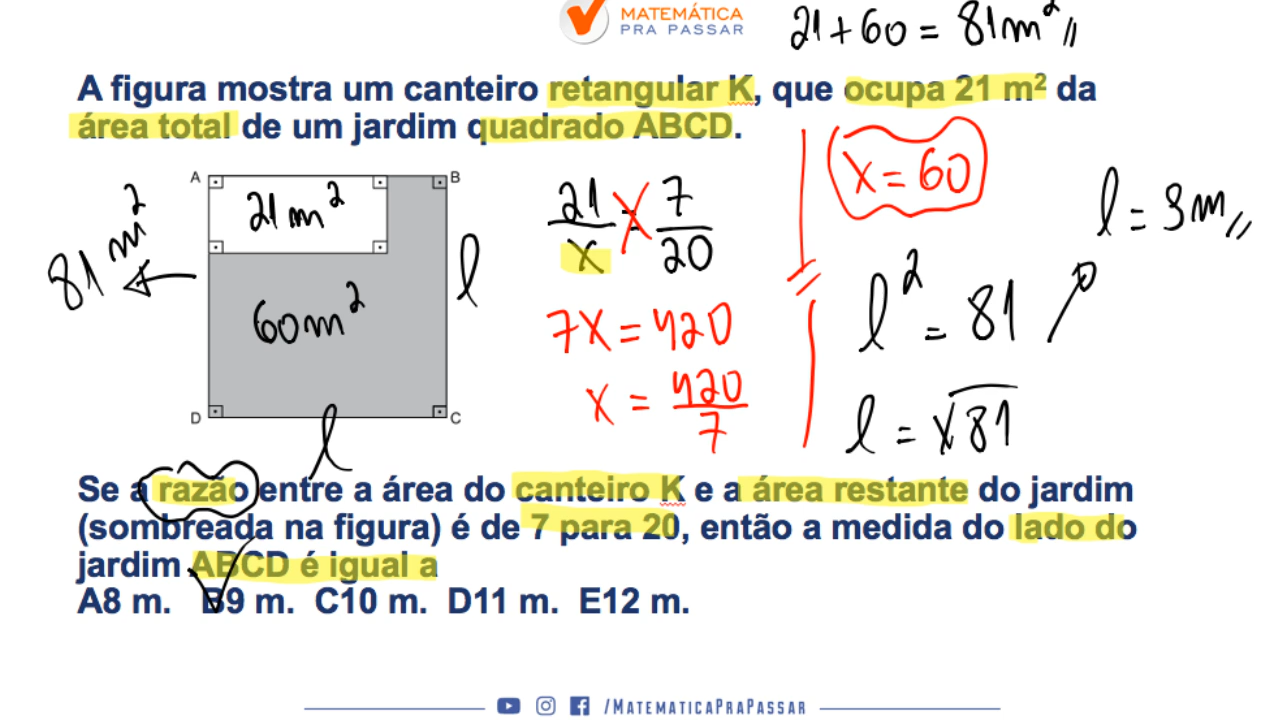 MATEMÁTICA
PRA PASSAR
21+60 = 81m²
A figura mostra um canteiro retangular K, que ocupa 21 m² da
área total de um jardim quadrado ABCD.
A
B
21 m²
81 m²
60m²
l
D
C
l
21/x = 7/20
7x = 420
x = 420/7
x = 60
l² = 81
l = √81
l = 9m
Se a razão entre a área do canteiro K e a área restante do jardim
(sombreada na figura) é de 7 para 20, então a medida do lado do
jardim ABCD é igual a
A8 m. B9 m. C10 m. D11 m. E12 m.
/MATEMATICAPRAPASSAR